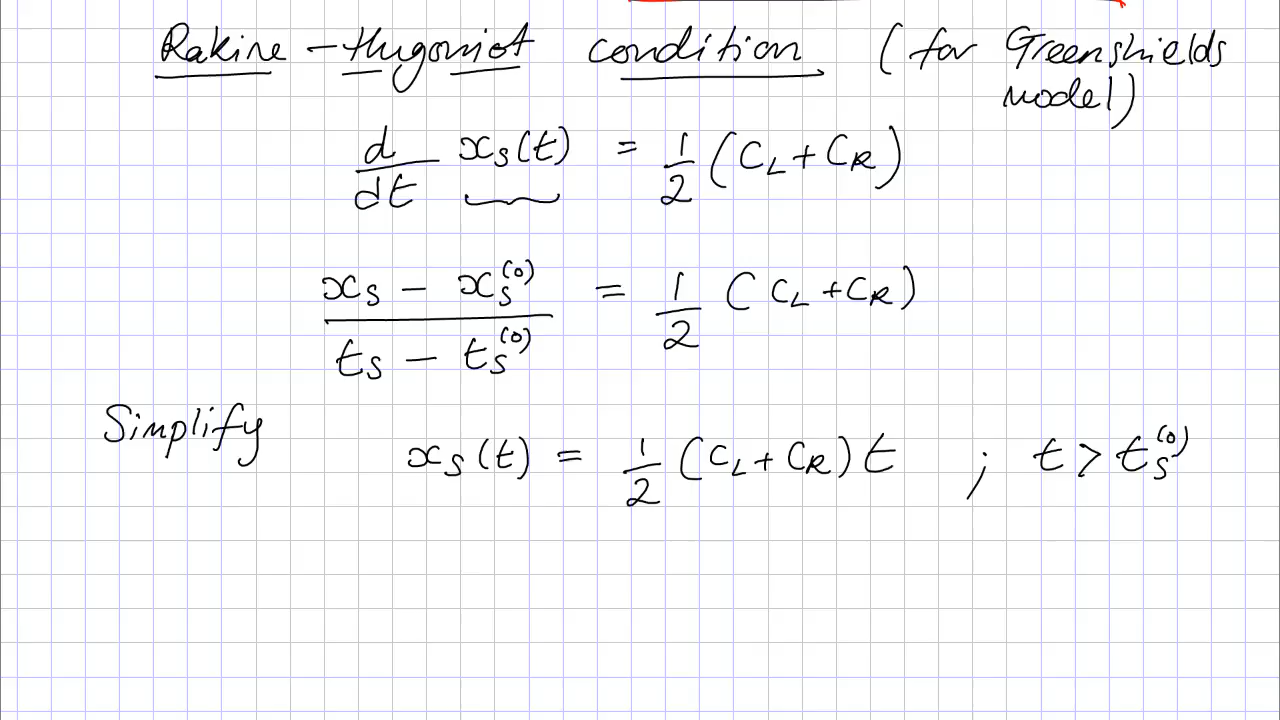 Rakine - Hugoniot condition (for Greenshields model)
d/dt x_S(t) = 1/2 (C_L + C_R)
(x_S - x_S^(0)) / (t_S - t_S^(0)) = 1/2 (C_L + C_R)
Simplify
x_S(t) = 1/2 (C_L + C_R) t ; t > t_S^(0)